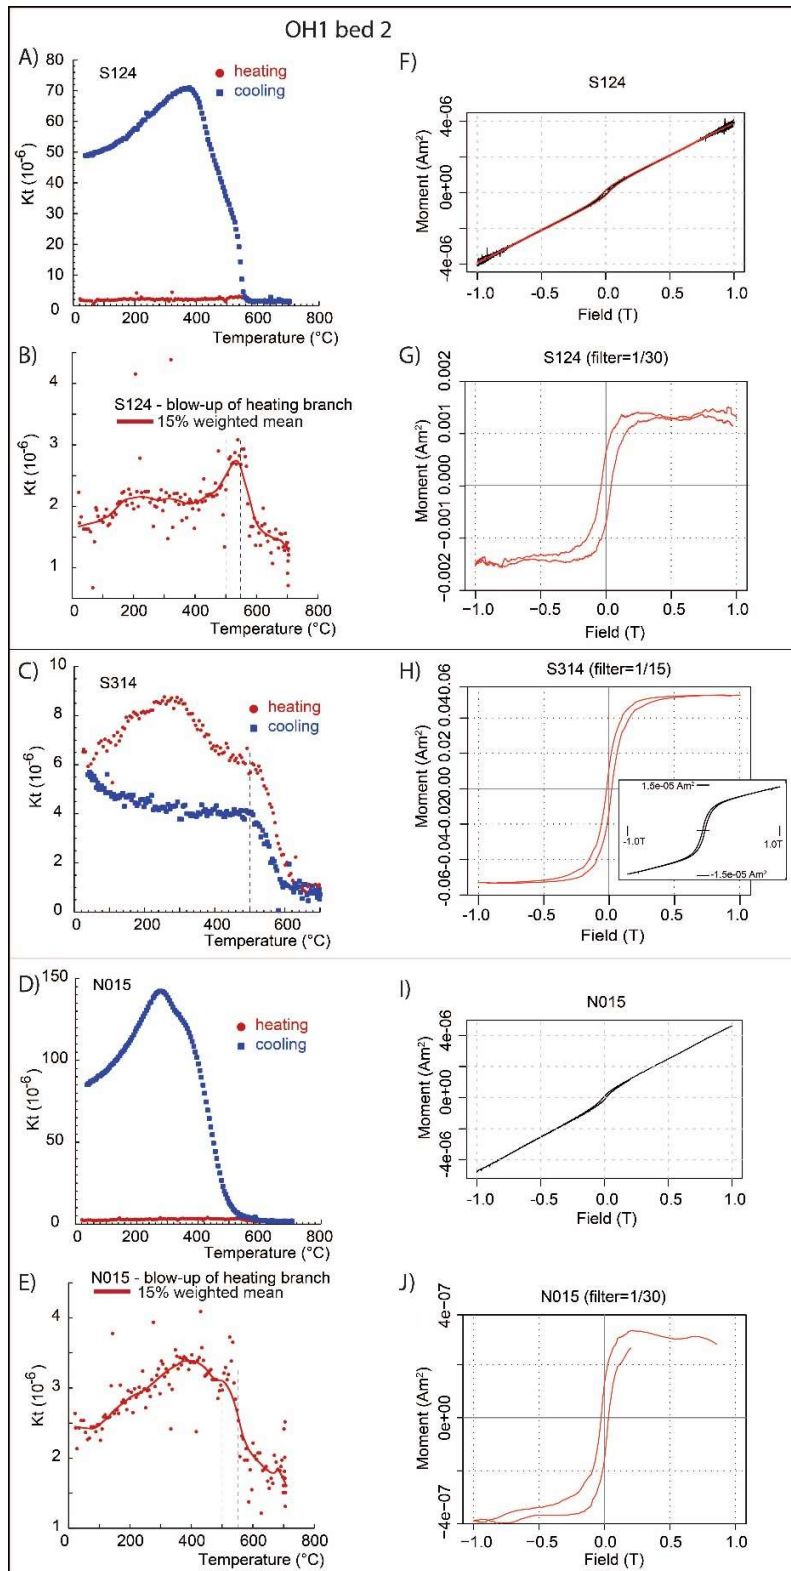 OH1 bed 2
A)
S124
heating
cooling
Kt (10-6)
80
70
60
50
40
30
20
10
0
0 200 400 600 800
Temperature (°C)
F)
S124
Moment (Am2)
4e-06
0e+00
-4e-06
-1.0 -0.5 0.0 0.5 1.0
Field (T)
B)
S124 - blow-up of heating branch
15% weighted mean
Kt (10-6)
4
3
2
1
0 200 400 600 800
Temperature (°C)
G)
S124 (filter=1/30)
Moment (Am2)
0.002
0.001
0.000
-0.001
-0.002
-1.0 -0.5 0.0 0.5 1.0
Field (T)
C)
S314
heating
cooling
Kt (10-6)
10
8
6
4
2
0
0 200 400 600
Temperature (°C)
H)
S314 (filter=1/15)
Moment (Am2)
0.06
0.04
0.02
0.00
-0.02
-0.04
-0.06
-1.0 -0.5 0.0 0.5 1.0
Field (T)
1.5e-05 Am2
-1.0T
1.0T
-1.5e-05 Am2
D)
N015
heating
cooling
Kt (10-6)
150
100
50
0
0 200 400 600 800
Temperature (°C)
I)
N015
Moment (Am2)
4e-06
0e+00
-4e-06
-1.0 -0.5 0.0 0.5 1.0
Field (T)
E)
N015 - blow-up of heating branch
15% weighted mean
Kt (10-6)
4
3
2
1
0 200 400 600 800
Temperature (°C)
J)
N015 (filter=1/30)
Moment (Am2)
4e-07
0e+00
-4e-07
-1.0 -0.5 0.0 0.5 1.0
Field (T)